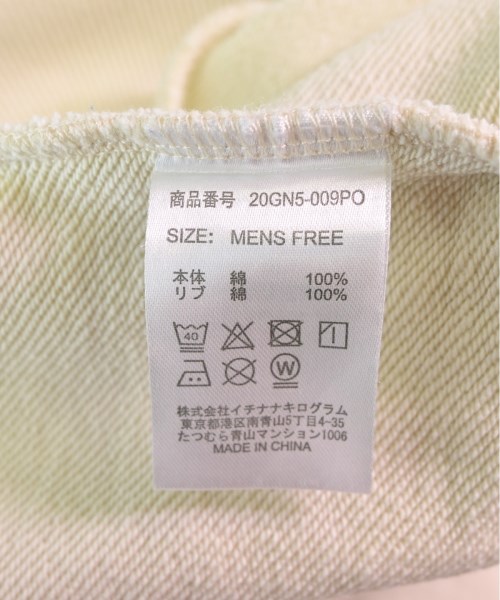 商品番号 20GN5-009PO
SIZE: MENS FREE
本体 綿 100%
リブ 綿 100%
40
W
株式会社イチナナキログラム
東京都港区南青山5丁目4-35
たつむら青山マンション1006
MADE IN CHINA